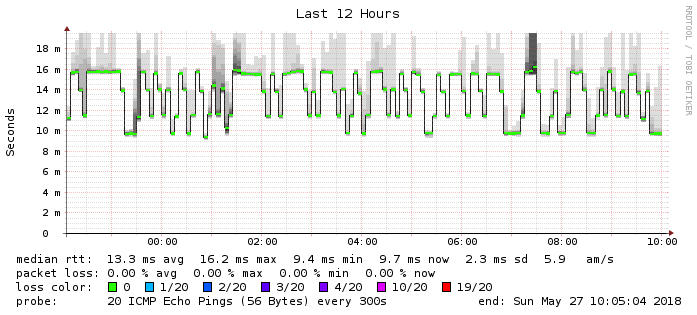 Last 12 Hours
RRDTOOL / TOBI OETIKER
Seconds
18 m
16 m
14 m
12 m
10 m
8 m
6 m
4 m
2 m
0
00:00 02:00 04:00 06:00 08:00 10:00
median rtt: 13.3 ms avg 16.2 ms max 9.4 ms min 9.7 ms now 2.3 ms sd 5.9 am/s
packet loss: 0.00 % avg 0.00 % max 0.00 % min 0.00 % now
loss color: 0 1/20 2/20 3/20 4/20 10/20 19/20
probe: 20 ICMP Echo Pings (56 Bytes) every 300s end: Sun May 27 10:05:04 2018